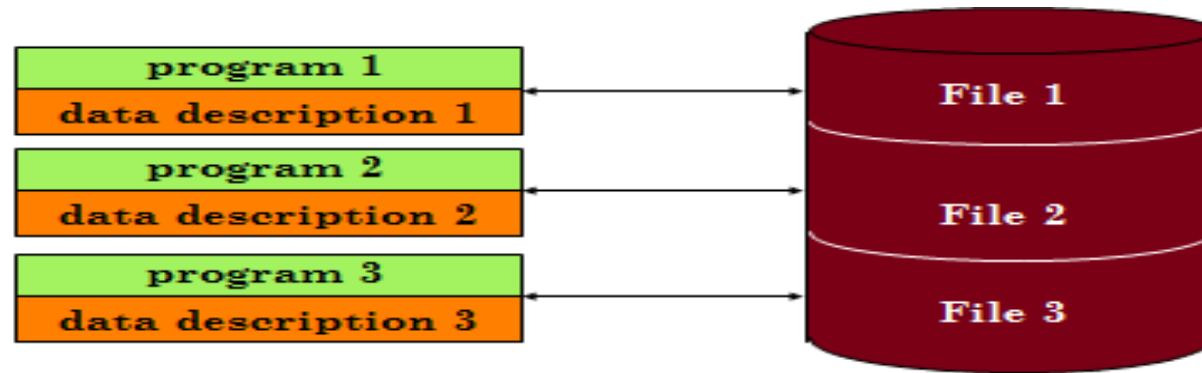 program 1
data description 1
program 2
data description 2
program 3
data description 3
File 1
File 2
File 3